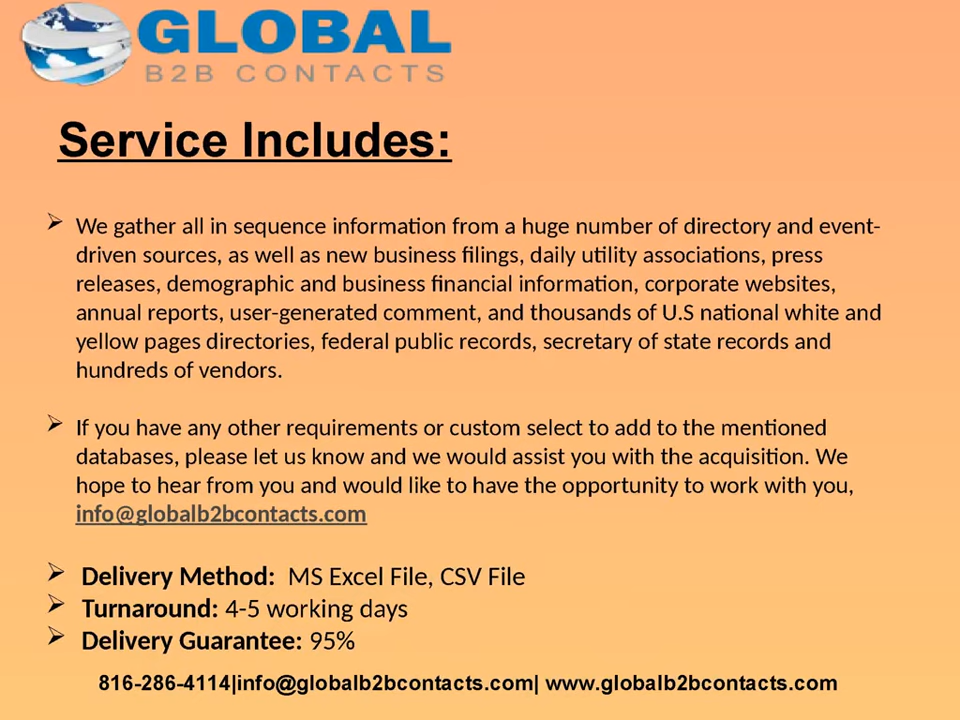 GLOBAL
B2B CONTACTS
Service Includes:
➢ We gather all in sequence information from a huge number of directory and event-
driven sources, as well as new business filings, daily utility associations, press
releases, demographic and business financial information, corporate websites,
annual reports, user-generated comment, and thousands of U.S national white and
yellow pages directories, federal public records, secretary of state records and
hundreds of vendors.
➢ If you have any other requirements or custom select to add to the mentioned
databases, please let us know and we would assist you with the acquisition. We
hope to hear from you and would like to have the opportunity to work with you,
info@globalb2bcontacts.com
➢ Delivery Method: MS Excel File, CSV File
➢ Turnaround: 4-5 working days
➢ Delivery Guarantee: 95%
816-286-4114|info@globalb2bcontacts.com| www.globalb2bcontacts.com